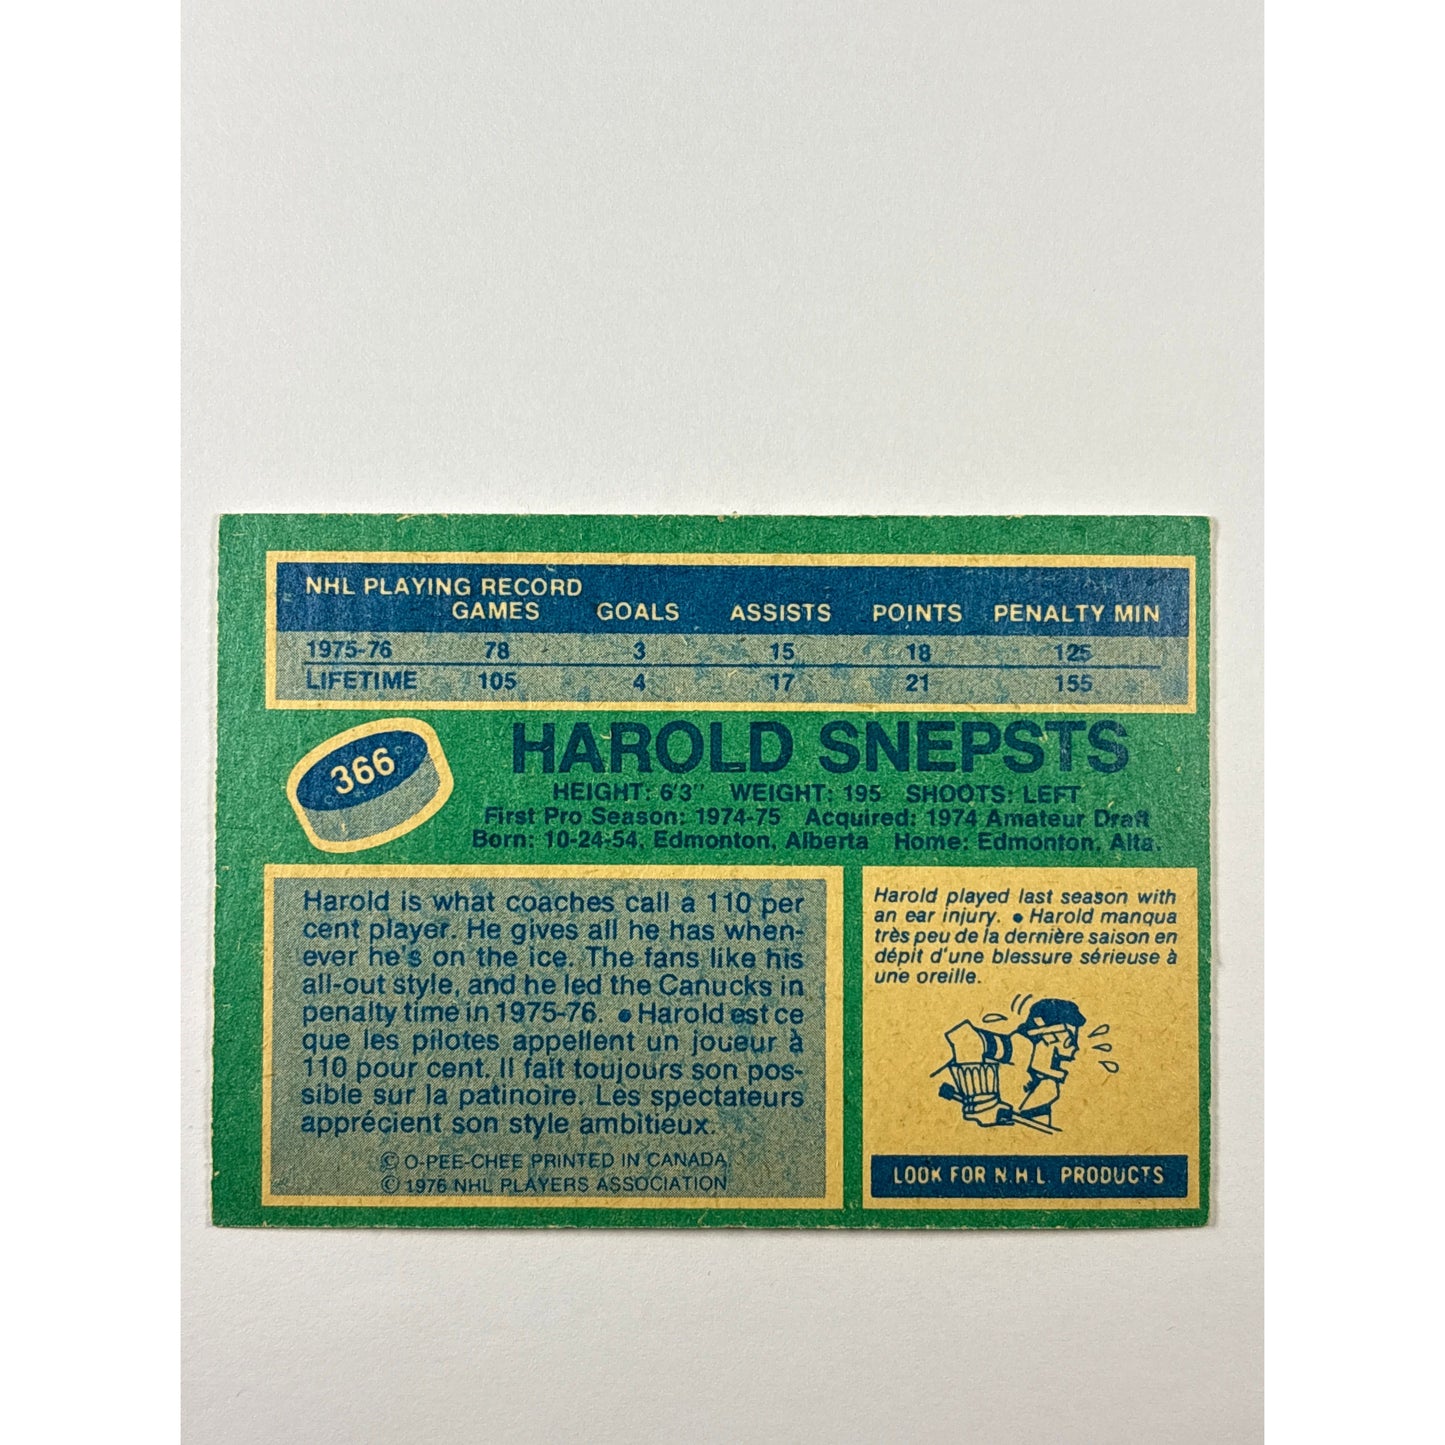 NHL PLAYING RECORD
GAMES GOALS ASSISTS POINTS PENALTY MIN
1975-76 78 3 15 18 125
LIFETIME 105 4 17 21 155
366
HAROLD SNEPSTS
HEIGHT: 6'3" WEIGHT: 195 SHOOTS: LEFT
First Pro Season: 1974-75 Acquired: 1974 Amateur Draft
Born: 10-24-54, Edmonton, Alberta Home: Edmonton, Alta.
Harold is what coaches call a 110 per
cent player. He gives all he has when-
ever he's on the ice. The fans like his
all-out style, and he led the Canucks in
penalty time in 1975-76. ● Harold est ce
que les pilotes appellent un joueur à
110 pour cent. Il fait toujours son pos-
sible sur la patinoire. Les spectateurs
apprécient son style ambitieux.
© O-PEE-CHEE PRINTED IN CANADA
© 1976 NHL PLAYERS ASSOCIATION
Harold played last season with
an ear injury. ● Harold manqua
très peu de la dernière saison en
dépit d'une blessure sérieuse à
une oreille.
LOOK FOR N.H.L. PRODUCTS